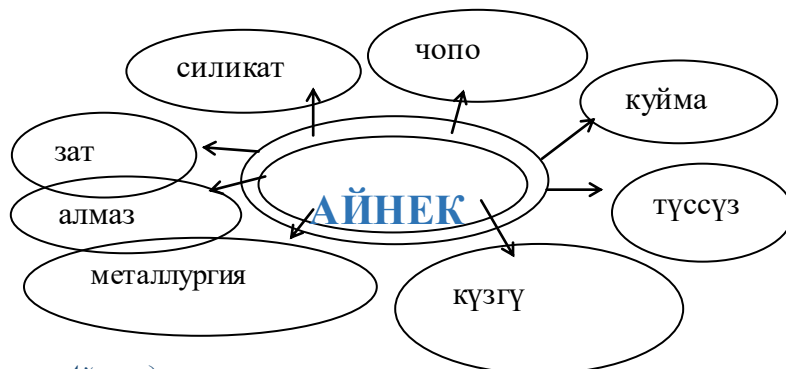 чопо
силикат
куйма
зат
түссүз
АЙНЕК
алмаз
металлургия
күзгү